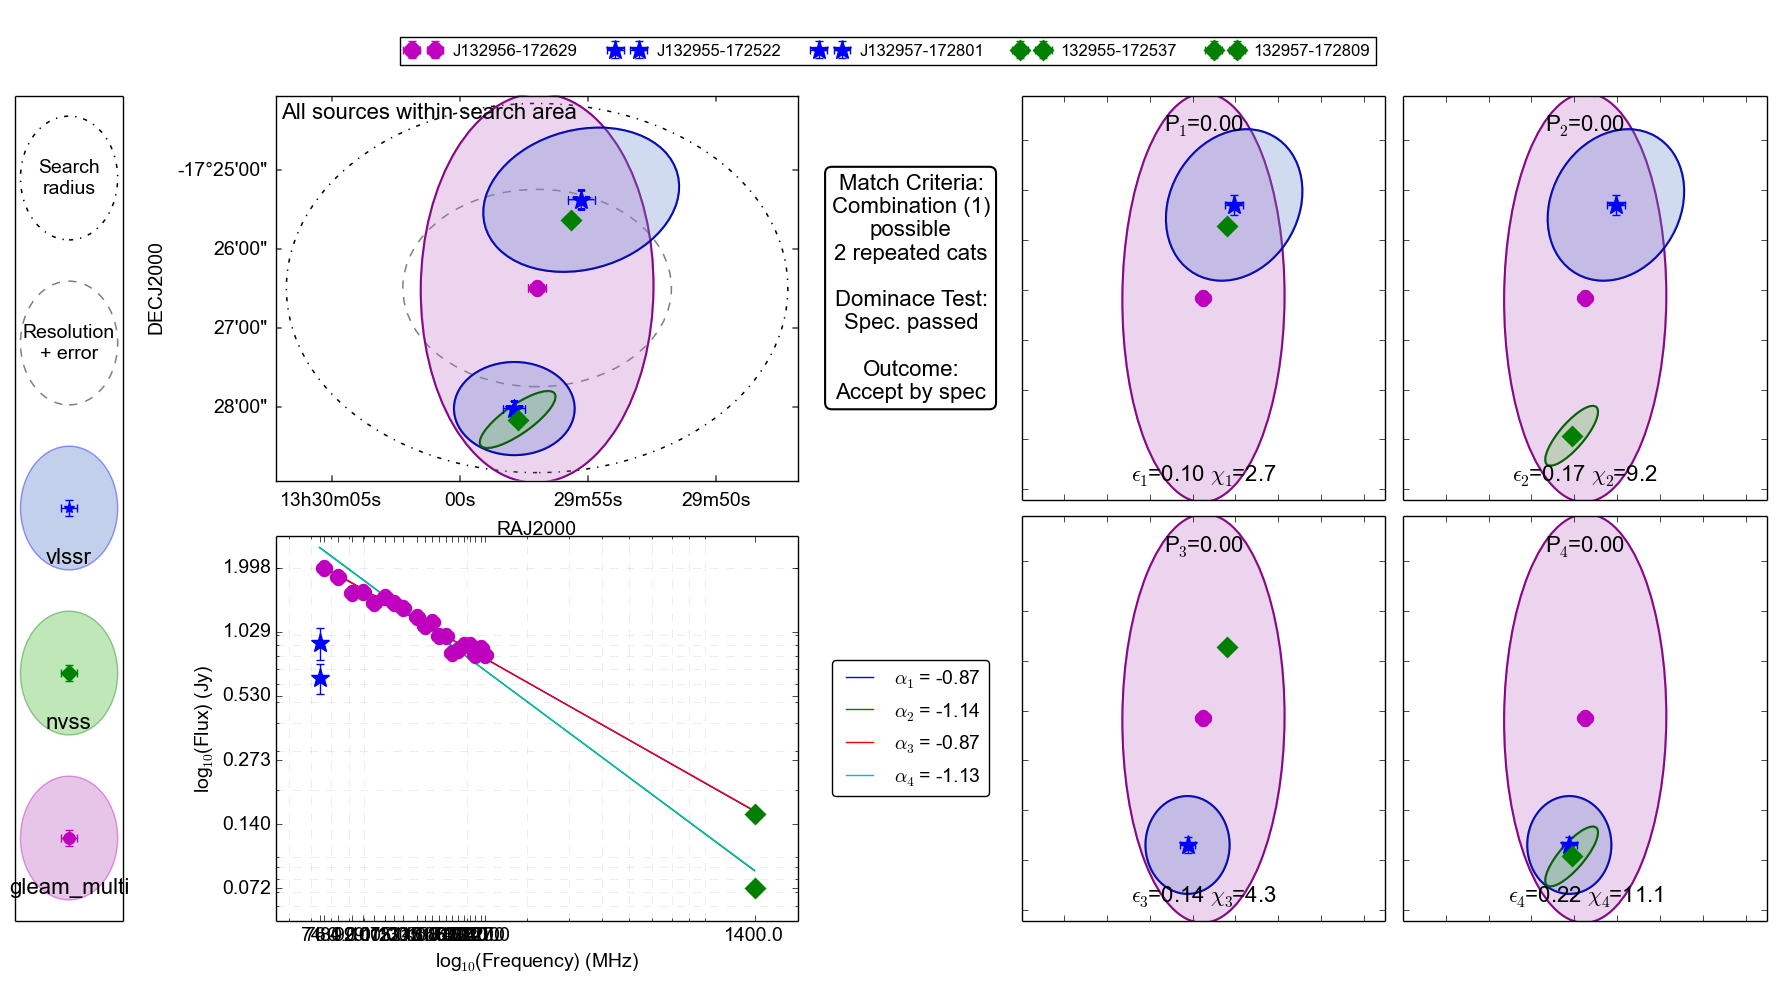 J132956-172629 J132955-172522 J132957-172801 132955-172537 132957-172809
Search
radius
Resolution
+ error
vlssr
nvss
gleam_multi
All sources within search area
DECJ2000
-17°25'00"
26'00"
27'00"
28'00"
13h30m05s 00s 29m55s 29m50s
RAJ2000
Match Criteria:
Combination (1)
possible
2 repeated cats
Dominace Test:
Spec. passed
Outcome:
Accept by spec
P₁=0.00
ϵ₁=0.10 χ₁=2.7
P₂=0.00
ϵ₂=0.17 χ₂=9.2
log₁₀(Flux) (Jy)
1.998
1.029
0.530
0.273
0.140
0.072
1400.0
log₁₀(Frequency) (MHz)
α₁ = -0.87
α₂ = -1.14
α₃ = -0.87
α₄ = -1.13
P₃=0.00
ϵ₃=0.14 χ₃=4.3
P₄=0.00
ϵ₄=0.22 χ₄=11.1